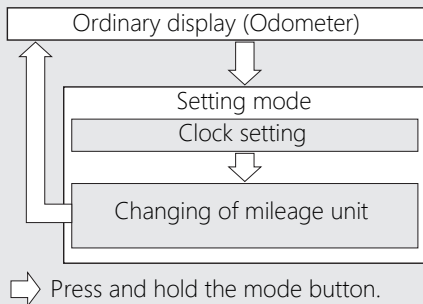 Ordinary display (Odometer)
Setting mode
Clock setting
Changing of mileage unit
Press and hold the mode button.